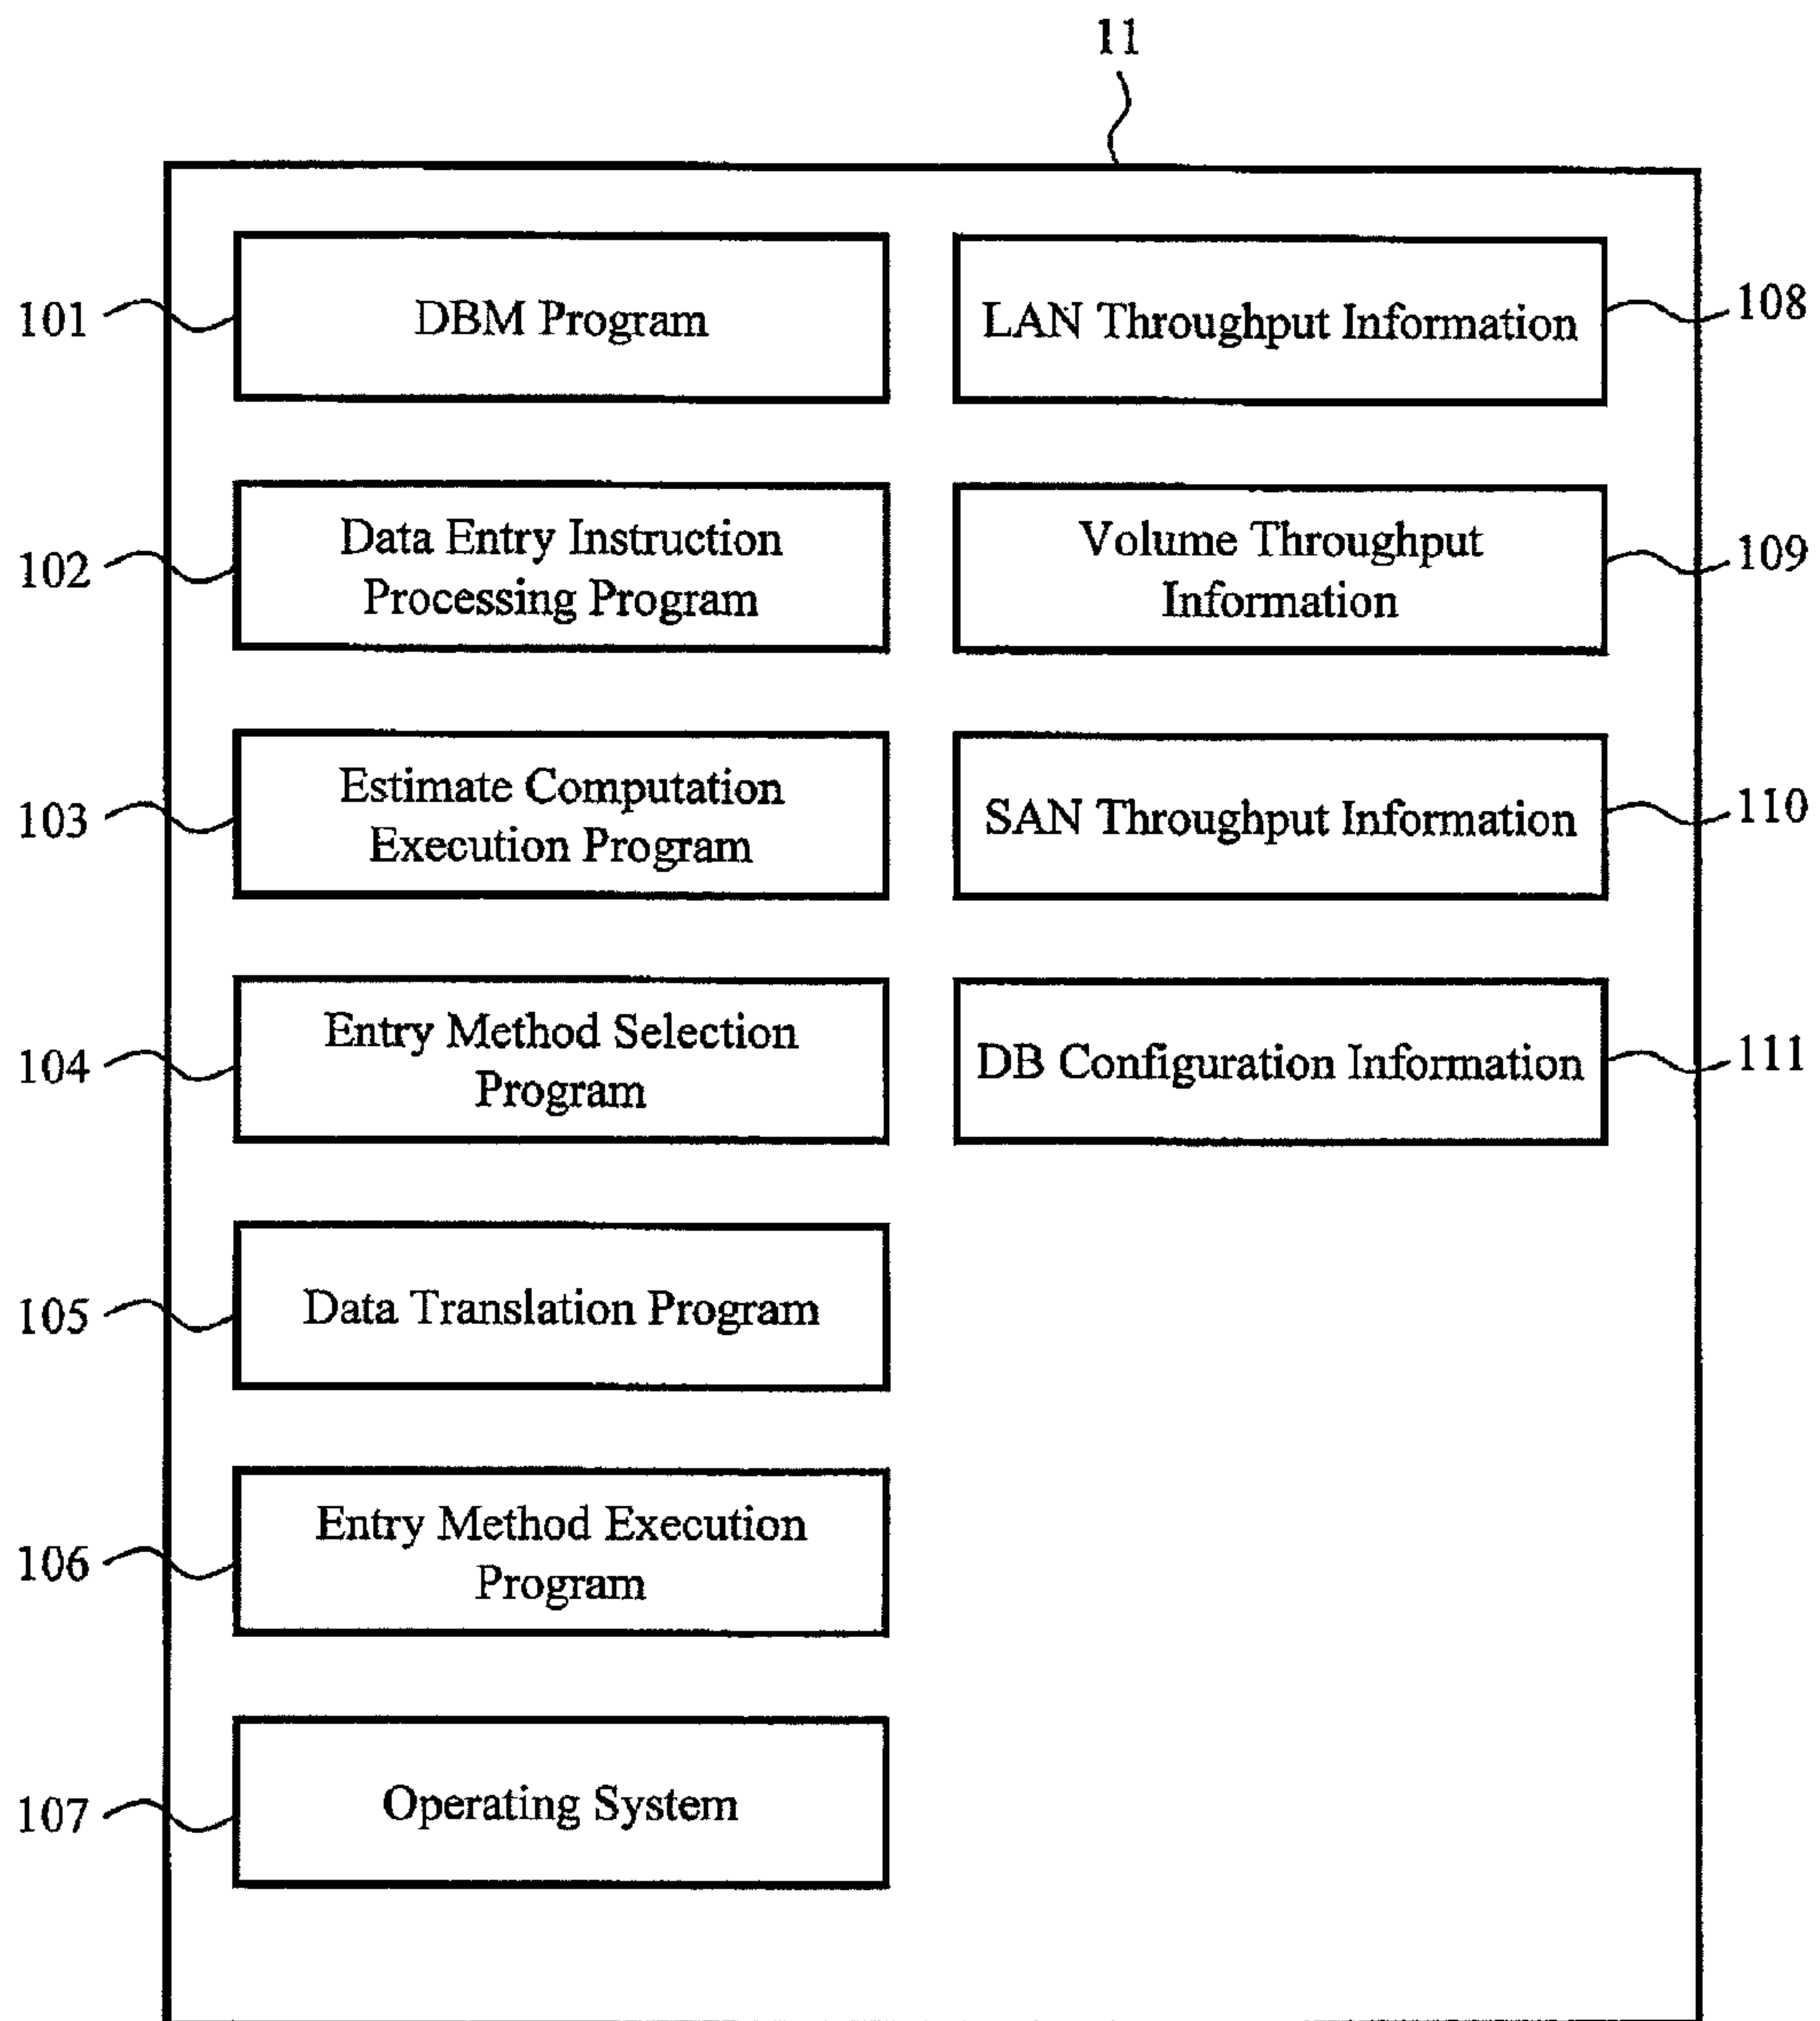 11
101
DBM Program
LAN Throughput Information
108
102
Data Entry Instruction
Processing Program
Volume Throughput
Information
109
103
Estimate Computation
Execution Program
SAN Throughput Information
110
104
Entry Method Selection
Program
DB Configuration Information
111
105
Data Translation Program
106
Entry Method Execution
Program
107
Operating System